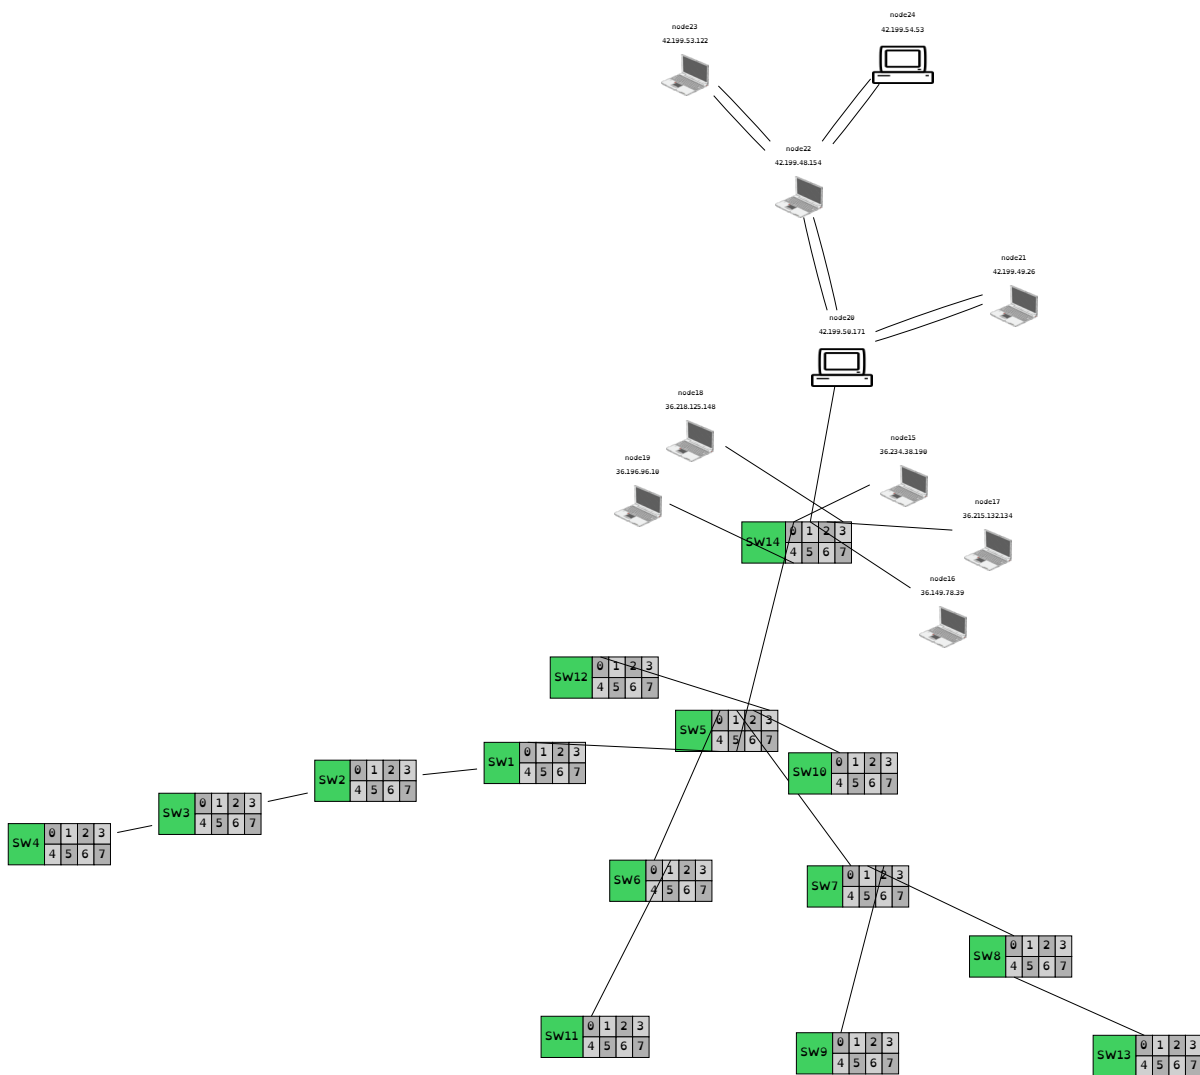 node24
42.199.54.53
node23
42.199.53.122
node22
42.199.48.154
node21
42.199.49.26
node20
42.199.50.171
node18
36.218.125.148
node15
36.234.38.190
node19
36.196.96.10
node17
36.215.132.134
SW14 0 1 2 3
4 5 6 7
node16
36.149.78.39
SW12 0 1 2 3
4 5 6 7
SW5 0 1 2 3
4 5 6 7
SW1 0 1 2 3
4 5 6 7
SW10 0 1 2 3
4 5 6 7
SW2 0 1 2 3
4 5 6 7
SW3 0 1 2 3
4 5 6 7
SW4 0 1 2 3
4 5 6 7
SW6 0 1 2 3
4 5 6 7
SW7 0 1 2 3
4 5 6 7
SW8 0 1 2 3
4 5 6 7
SW11 0 1 2 3
4 5 6 7
SW9 0 1 2 3
4 5 6 7
SW13 0 1 2 3
4 5 6 7